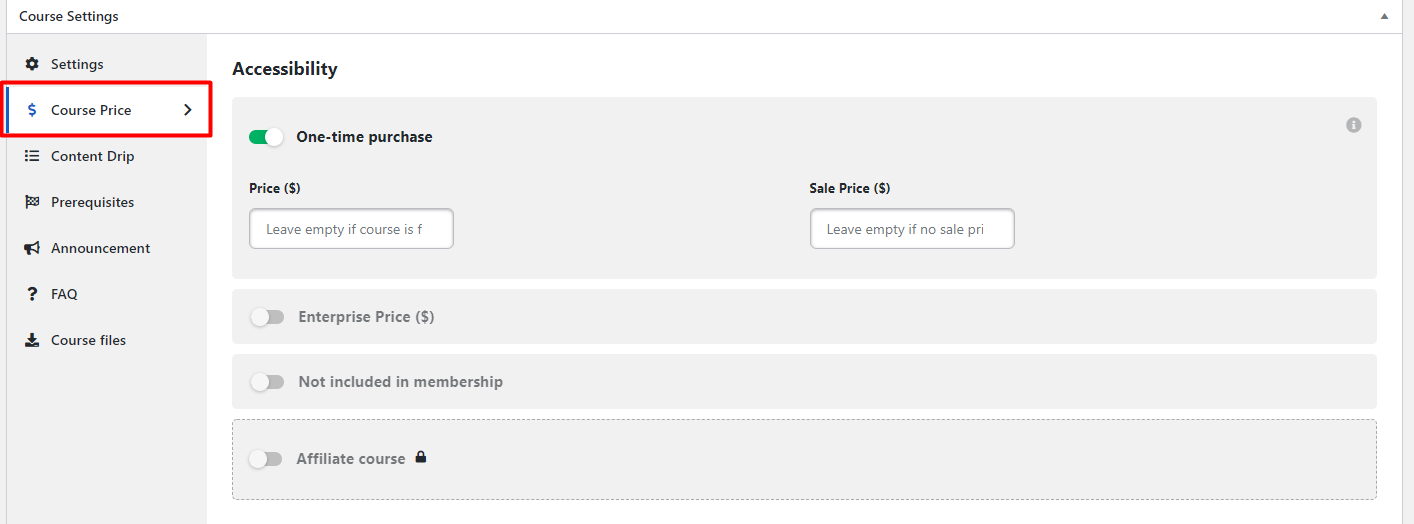 Course Settings
Settings
$ Course Price
Content Drip
Prerequisites
Announcement
? FAQ
Course files
Accessibility
One-time purchase
Price ($)
Sale Price ($)
Leave empty if course is f
Leave empty if no sale pri
Enterprise Price ($)
Not included in membership
Affiliate course